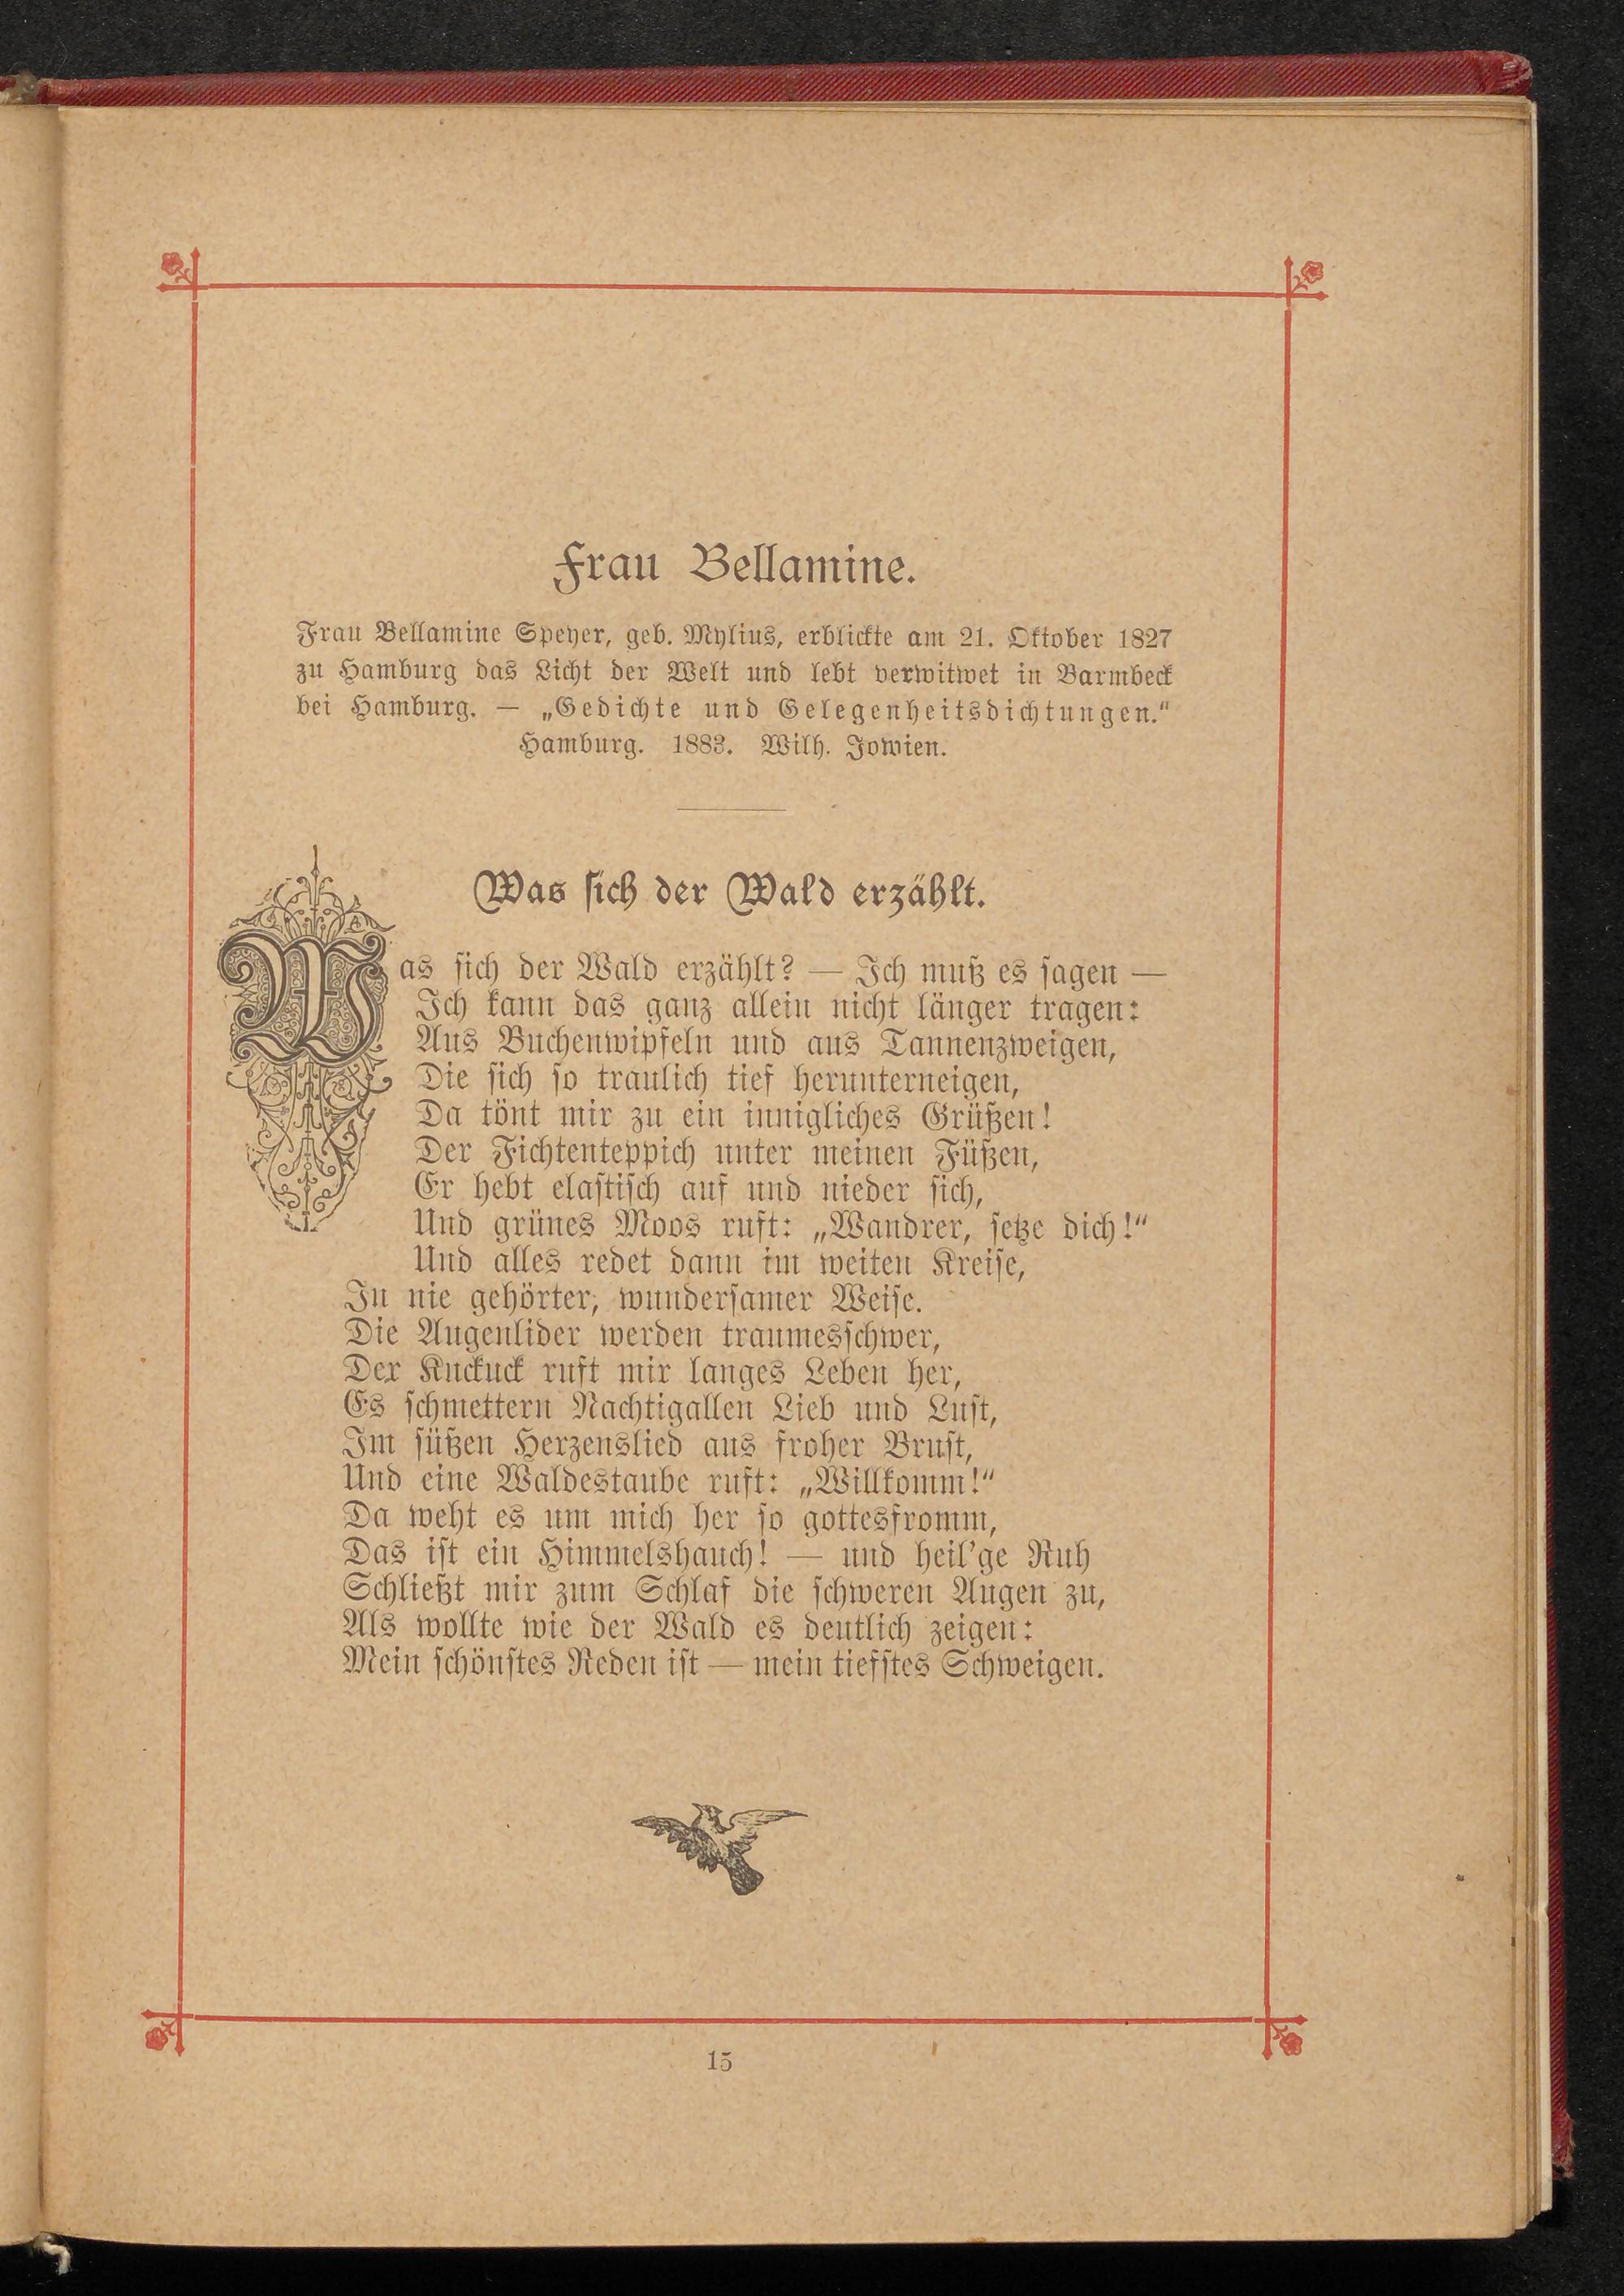 Frau Bellamine.
Frau Bellamine Speyer, geb. Mylius, erblickte am 21. Oktober 1827
zu Hamburg das Licht der Welt und lebt verwitwet in Barmbeck
bei Hamburg. — „Gedichte und Gelegenheitsdichtungen.“
Hamburg. 1883. Wilh. Jowien.
Was ſich der Wald erzählt.
Was ſich der Wald erzählt? — Ich muß es ſagen —
Ich kann das ganz allein nicht länger tragen:
Aus Buchenwipfeln und aus Tannenzweigen,
Die ſich ſo traulich tief herunterneigen,
Da tönt mir zu ein innigliches Grüßen!
Der Fichtenteppich unter meinen Füßen,
Er hebt elaſtiſch auf und nieder ſich,
Und grünes Moos ruft: „Wandrer, ſetze dich!“
Und alles redet dann im weiten Kreiſe,
In nie gehörter, wunderſamer Weiſe.
Die Augenlider werden traumesſchwer,
Der Kuckuck ruft mir langes Leben her,
Es ſchmettern Nachtigallen Lieb und Luſt,
Im ſüßen Herzenslied aus froher Bruſt,
Und eine Waldestaube ruft: „Willkomm!“
Da weht es um mich her ſo gottesfromm,
Das iſt ein Himmelshauch! — und heil’ge Ruh
Schließt mir zum Schlaf die ſchweren Augen zu,
Als wollte wie der Wald es deutlich zeigen:
Mein ſchönſtes Reden iſt — mein tiefſtes Schweigen.
15